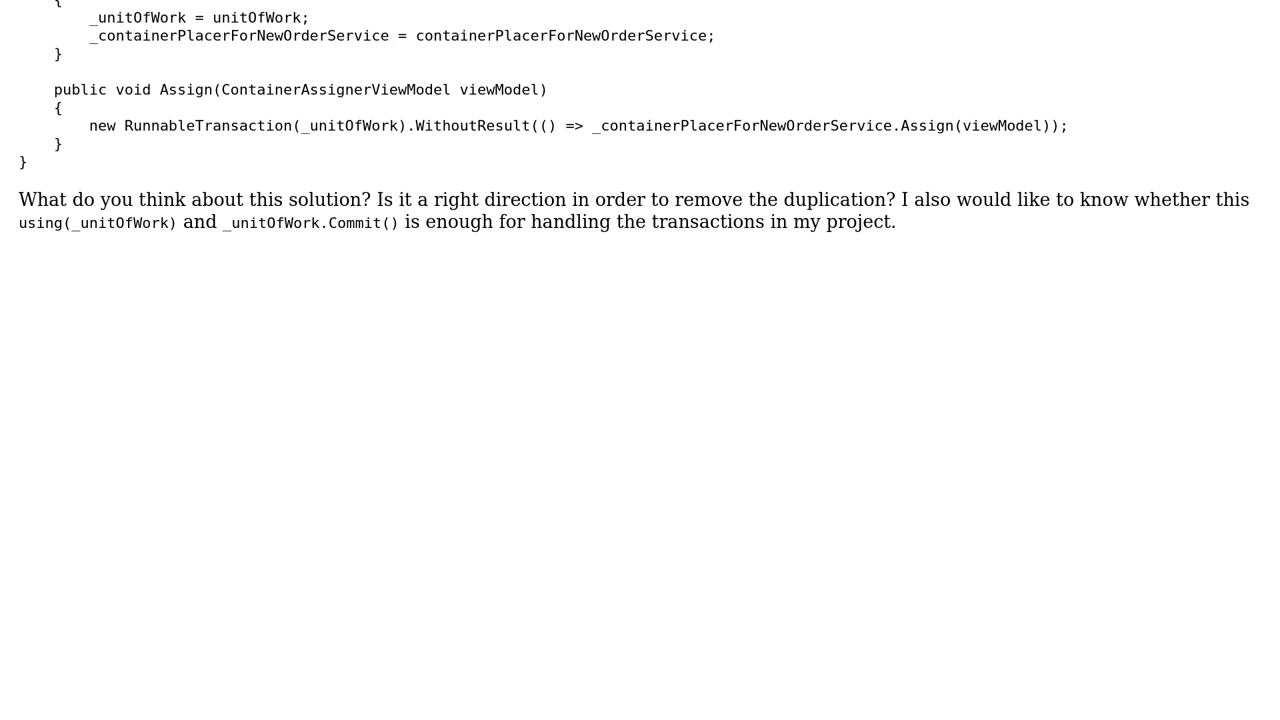 {
_unitOfWork = unitOfWork;
_containerPlacerForNewOrderService = containerPlacerForNewOrderService;
}
public void Assign(ContainerAssignerViewModel viewModel)
{
new RunnableTransaction(_unitOfWork).WithoutResult(() => _containerPlacerForNewOrderService.Assign(viewModel));
}
}
What do you think about this solution? Is it a right direction in order to remove the duplication? I also would like to know whether this
using(_unitOfWork) and _unitOfWork.Commit() is enough for handling the transactions in my project.